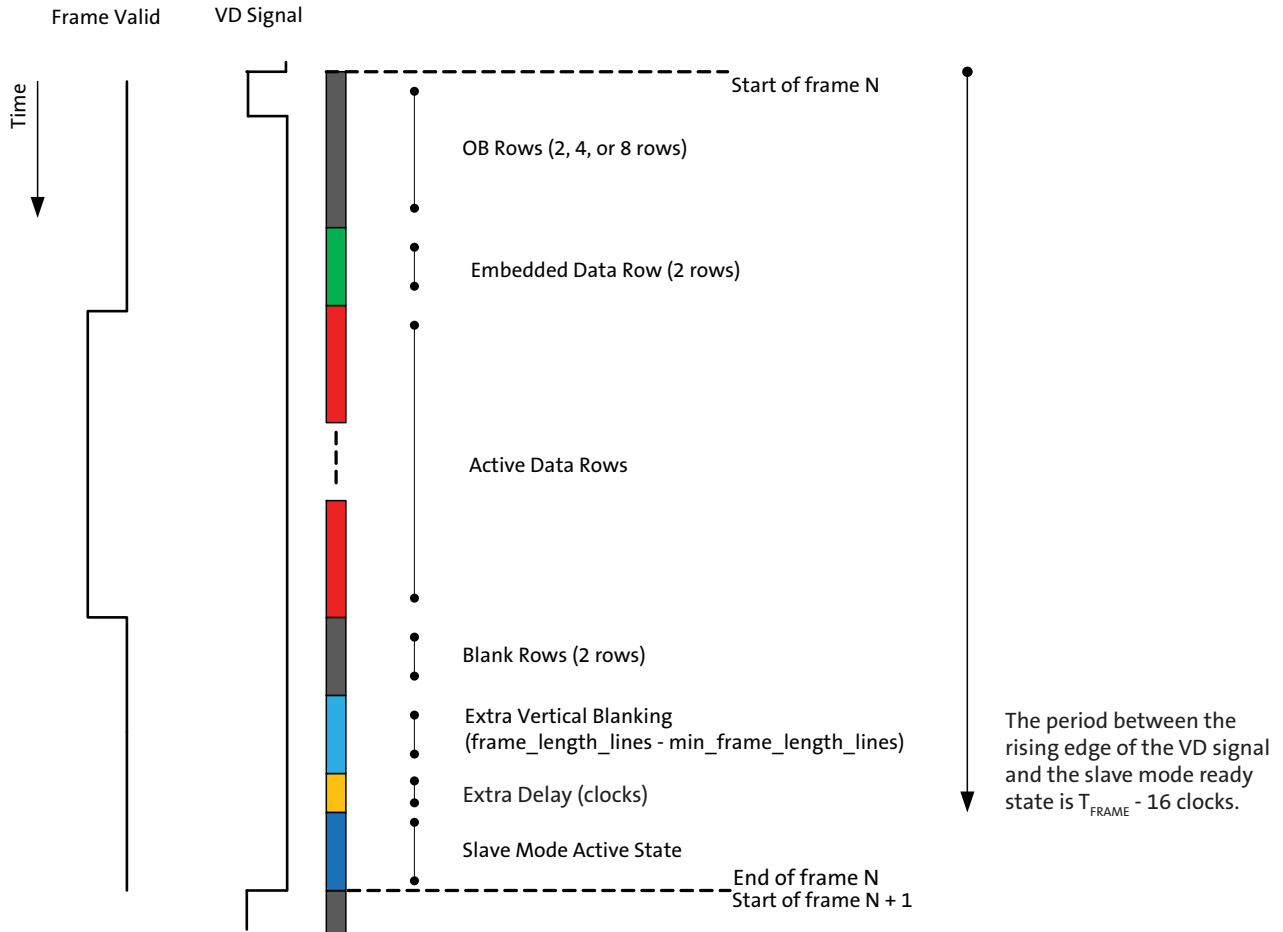 Frame Valid
VD Signal
Time
Start of frame N
OB Rows (2, 4, or 8 rows)
Embedded Data Row (2 rows)
Active Data Rows
Blank Rows (2 rows)
Extra Vertical Blanking
(frame_length_lines - min_frame_length_lines)
Extra Delay (clocks)
Slave Mode Active State
The period between the
rising edge of the VD signal
and the slave mode ready
state is TFRAME - 16 clocks.
End of frame N
Start of frame N + 1